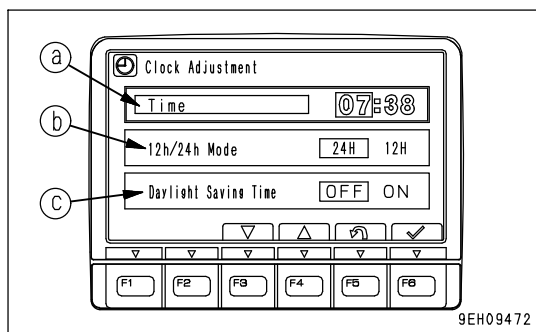 Clock Adjustment
a
Time 07:38
b
12h/24h Mode 24H 12H
c
Daylight Saving Time OFF ON
F1 F2 F3 F4 F5 F6
9EH09472